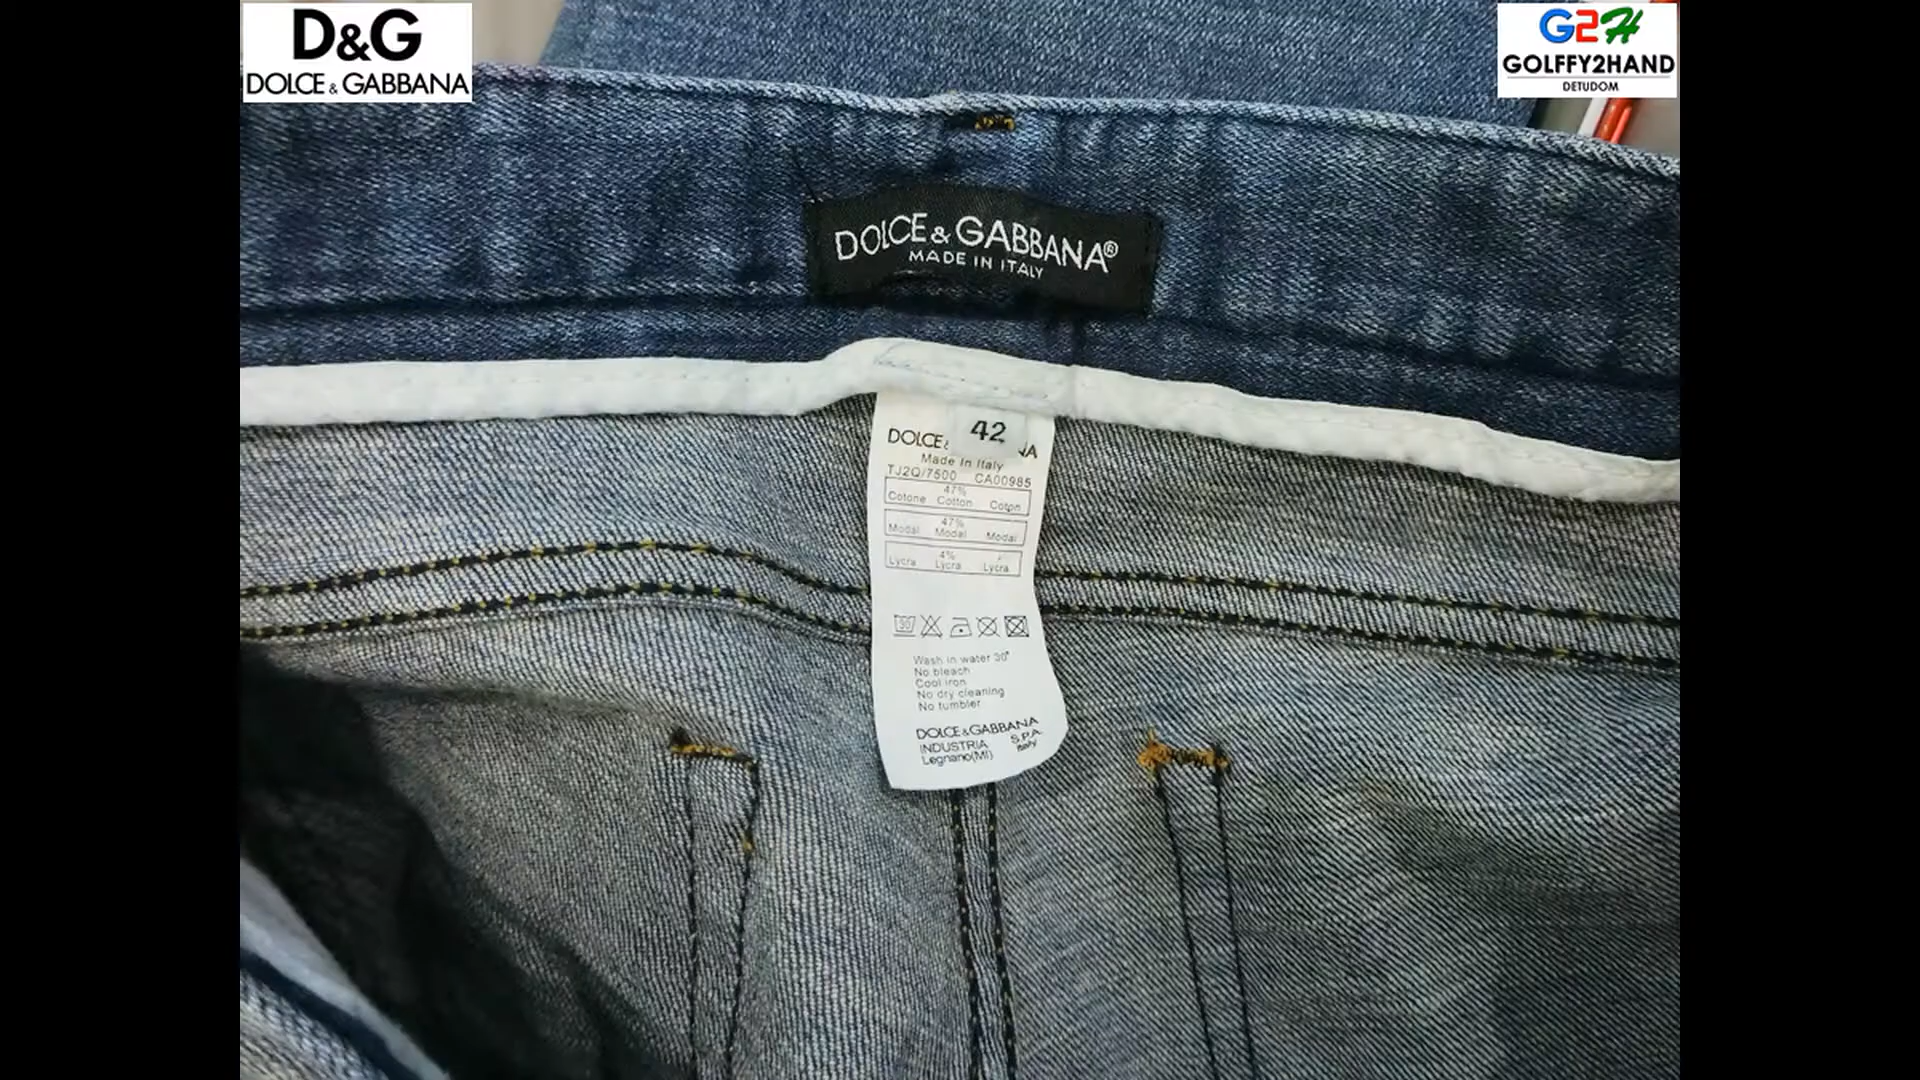 D&G
DOLCE & GABBANA
G2H
GOLFFY2HAND
DETUDOM
DOLCE & GABBANA®
MADE IN ITALY
42
DOLCE & NA
Made In Italy
TJ2Q/7500 CA00985
47%
Cotone Cotton Coton
47%
Modal Modal Modal
4%
Lycra Lycra Lycra
30
Wash in water 30°
No bleach
Cool iron
No dry cleaning
No tumbler
DOLCE & GABBANA
INDUSTRIA S.P.A.
Legnano(MI) Italy